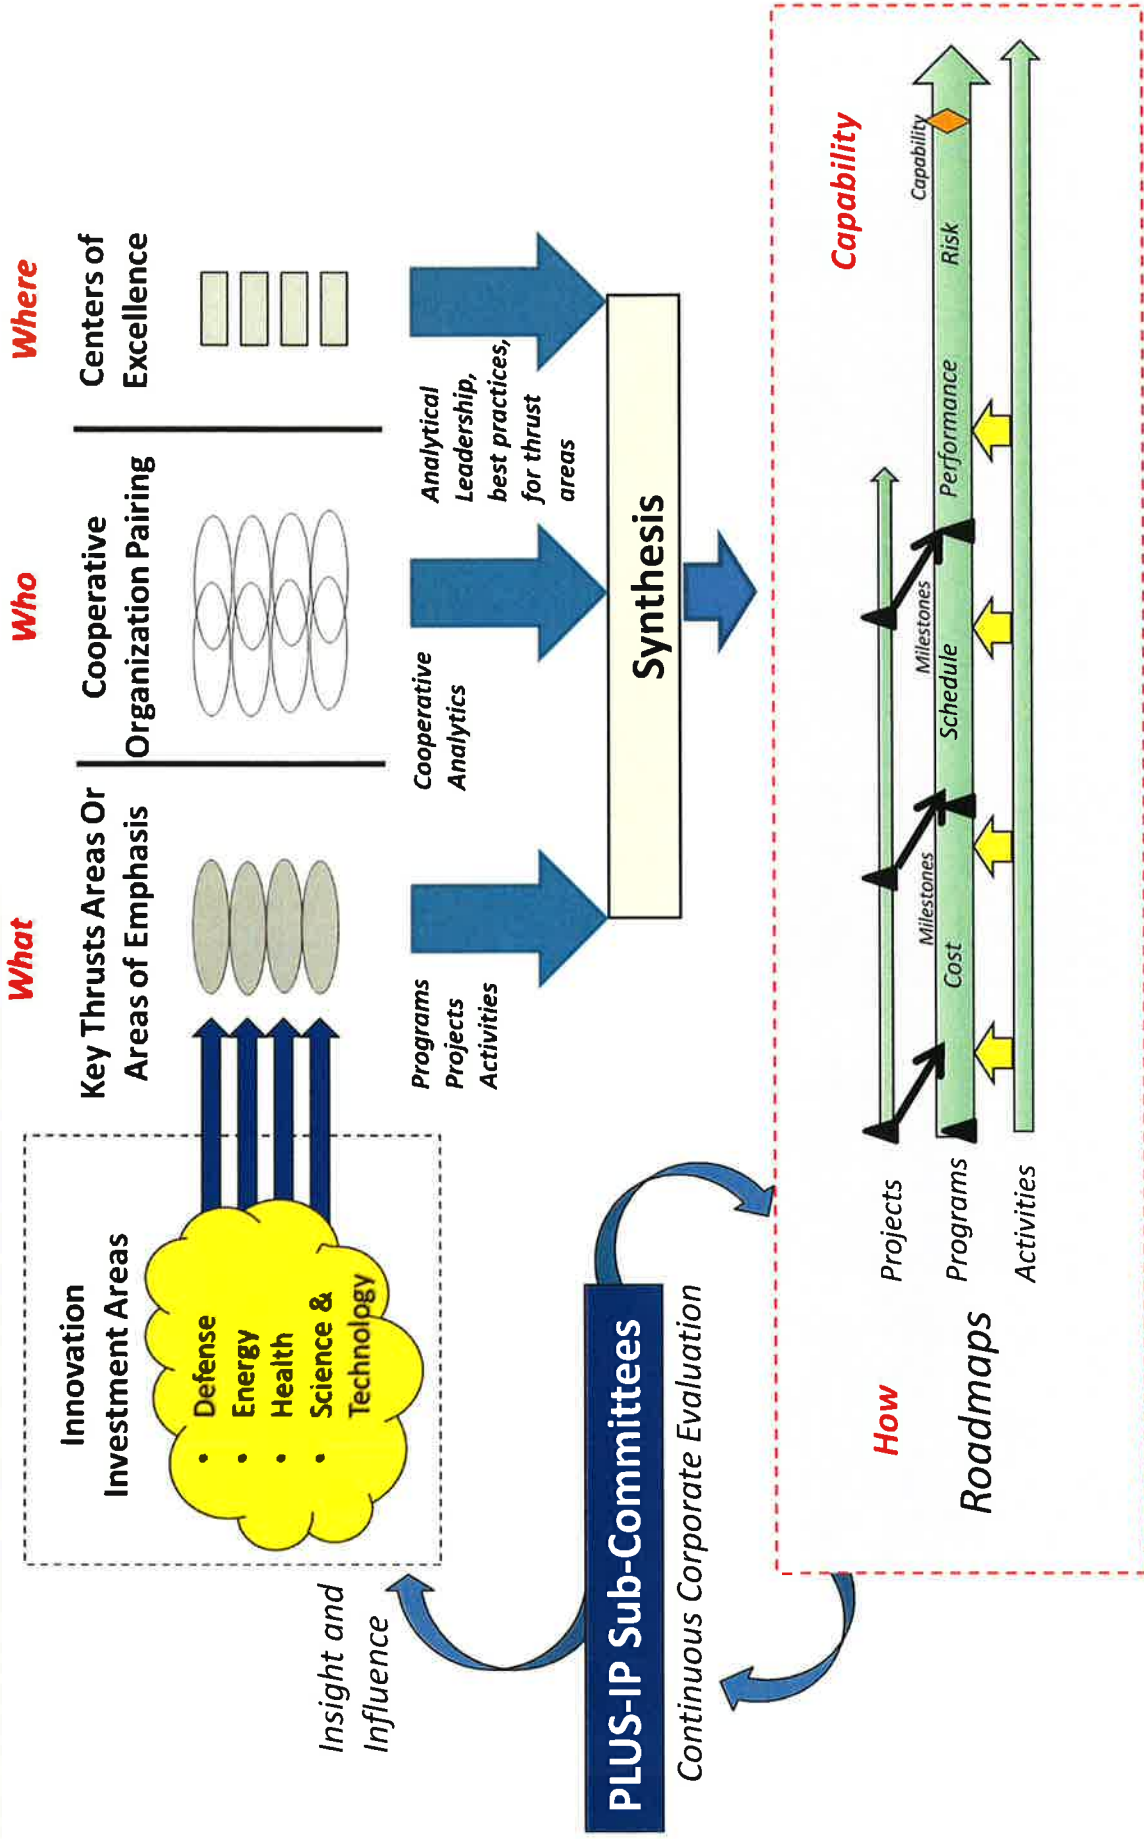 What
Who
Where
Innovation
Investment Areas
• Defense
• Energy
• Health
• Science &
Technology
Key Thrusts Areas Or
Areas of Emphasis
Cooperative
Organization Pairing
Centers of
Excellence
Insight and
Influence
Programs
Projects
Activities
Cooperative
Analytics
Analytical
Leadership,
best practices,
for thrust
areas
PLUS-IP Sub-Committees
Continuous Corporate Evaluation
Synthesis
How
Roadmaps
Capability
Projects
Programs
Activities
Milestones
Milestones
Capability
Cost
Schedule
Performance
Risk